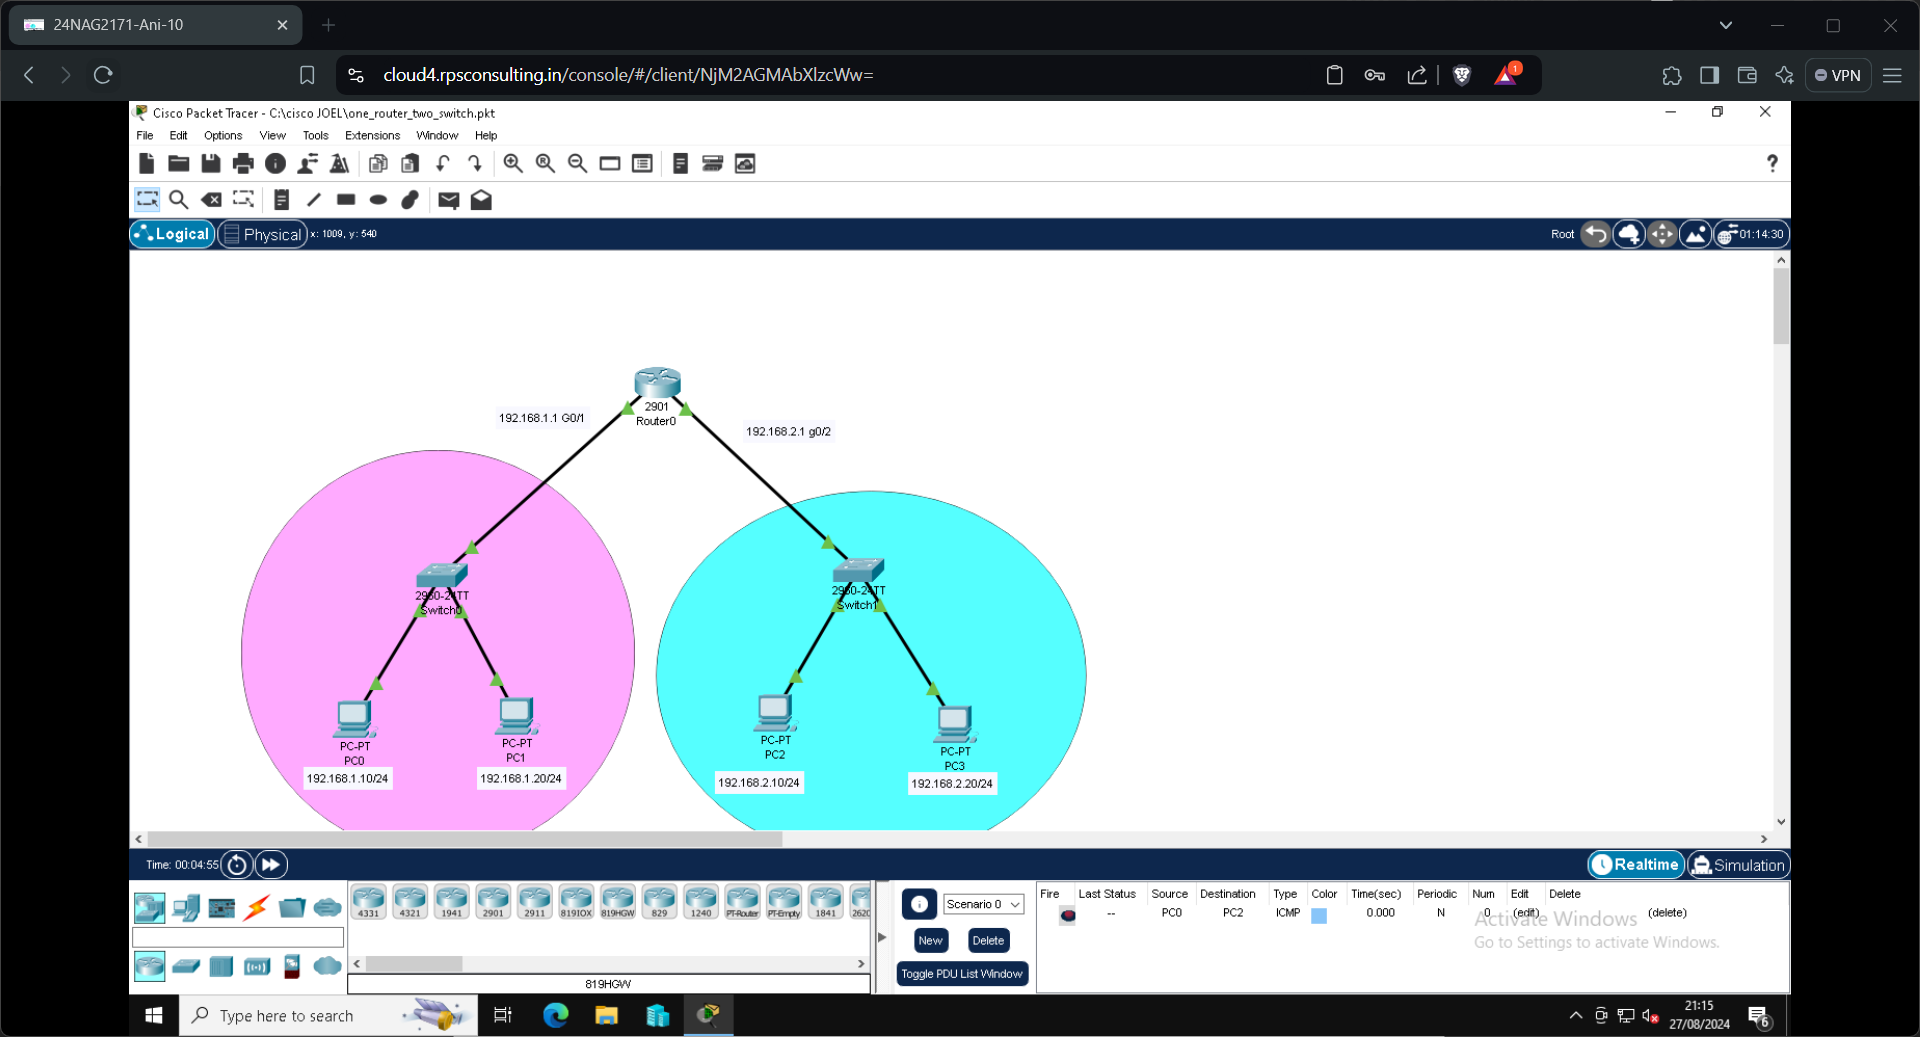 24NAG2171-Ani-10
cloud4.rpsconsulting.in/console/#/client/NjM2AGMAbXlzcWw=
1
VPN
Cisco Packet Tracer - C:\cisco JOEL\one_router_two_switch.pkt
File Edit Options View Tools Extensions Window Help
?
Logical Physical x: 1009, y: 540
Root 01:14:30
2901
Router0
192.168.1.1 G0/1
192.168.2.1 g0/2
2960-24TT
Switch0
2960-24TT
Switch1
PC-PT
PC0
192.168.1.10/24
PC-PT
PC1
192.168.1.20/24
PC-PT
PC2
192.168.2.10/24
PC-PT
PC3
192.168.2.20/24
Time: 00:04:55
Realtime Simulation
4331 4321 1941 2901 2911 819IOX 819HGW 829 1240 PT-Router PT-Empty 1841 2620
819HGW
Scenario 0
New Delete
Toggle PDU List Window
Fire Last Status Source Destination Type Color Time(sec) Periodic Num Edit Delete
-- PC0 PC2 ICMP 0.000 N 0 (edit) (delete)
Activate Windows
Go to Settings to activate Windows.
Type here to search
21:15
27/08/2024
6